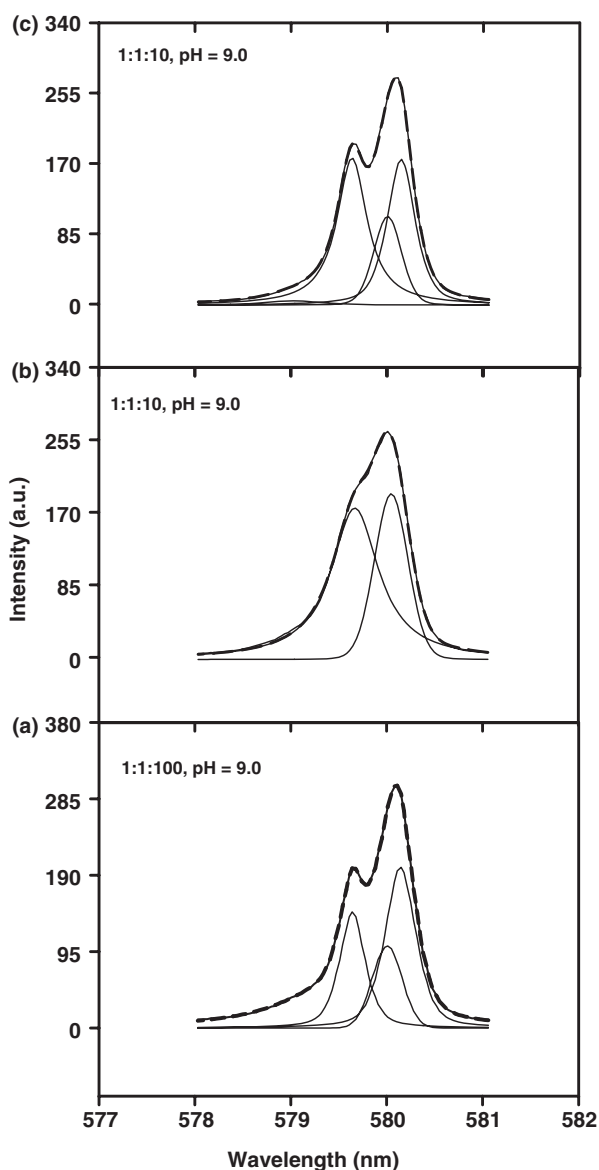 (c) 340
1:1:10, pH = 9.0
255
170
85
0
(b) 340
1:1:10, pH = 9.0
255
170
85
0
Intensity (a.u.)
(a) 380
1:1:100, pH = 9.0
285
190
95
0
577 578 579 580 581 582
Wavelength (nm)